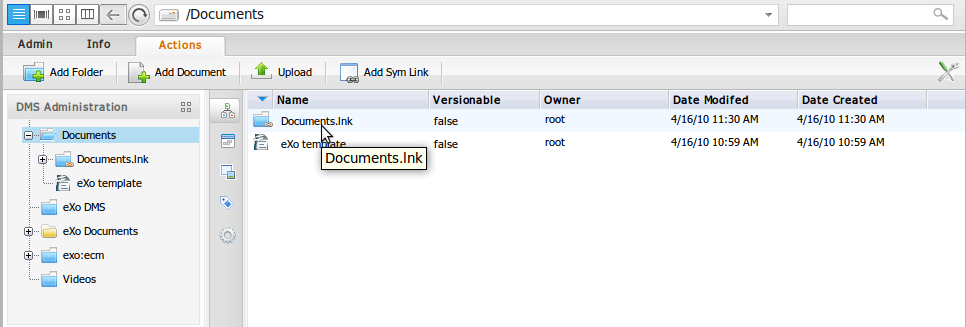 /Documents
Admin Info Actions
Add Folder Add Document Upload Add Sym Link
DMS Administration
Documents
Documents.lnk
eXo template
eXo DMS
eXo Documents
exo:ecm
Videos
Name Versionable Owner Date Modifed Date Created
Documents.lnk false root 4/16/10 11:30 AM 4/16/10 11:30 AM
eXo template false root 4/16/10 10:59 AM 4/16/10 10:59 AM
Documents.lnk